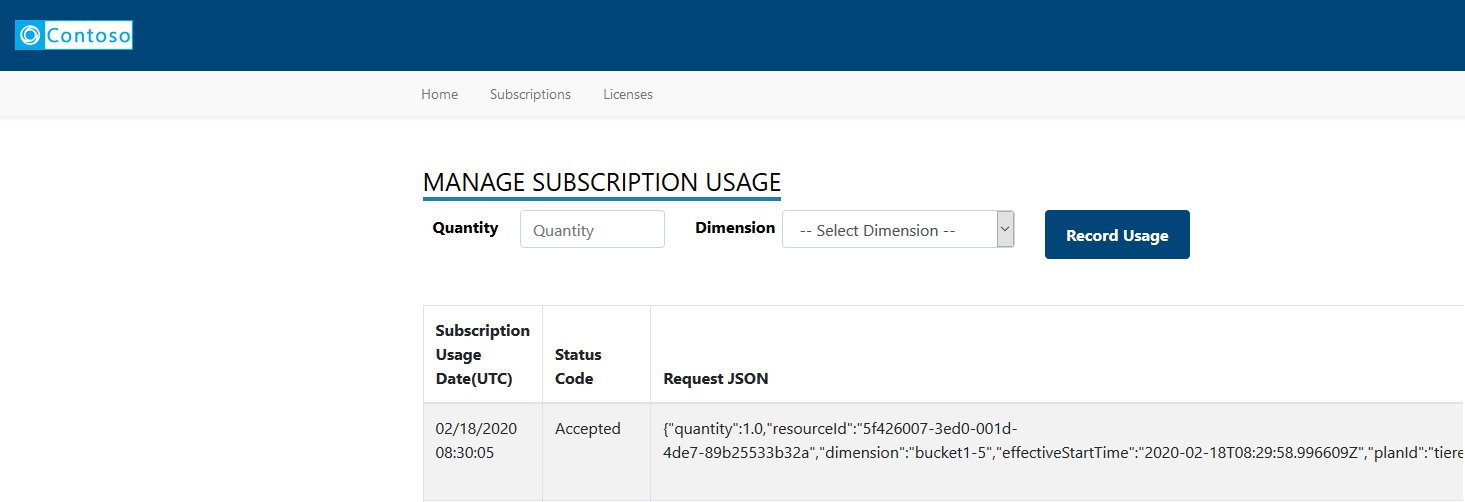 Contoso
Home Subscriptions Licenses
MANAGE SUBSCRIPTION USAGE
Quantity Quantity Dimension -- Select Dimension -- Record Usage
Subscription
Usage
Date(UTC)
Status
Code
Request JSON
02/18/2020
08:30:05
Accepted
{"quantity":1.0,"resourceId":"5f426007-3ed0-001d-
4de7-89b25533b32a","dimension":"bucket1-5","effectiveStartTime":"2020-02-18T08:29:58.996609Z","planId":"tiere